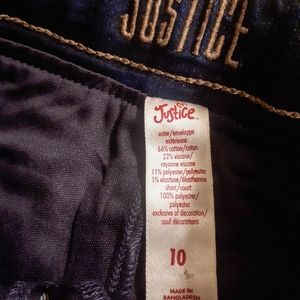 JUSTICE
Justice
outer/enveloppe
extérieure:
66% cotton/coton
22% viscose/
rayonne viscose
11% polyester/polyester
1% elastane/élasthanne
short/court:
100% polyester/
polyester
exclusive of decoration/
sauf décorations
10
MADE IN
BANGLADESH